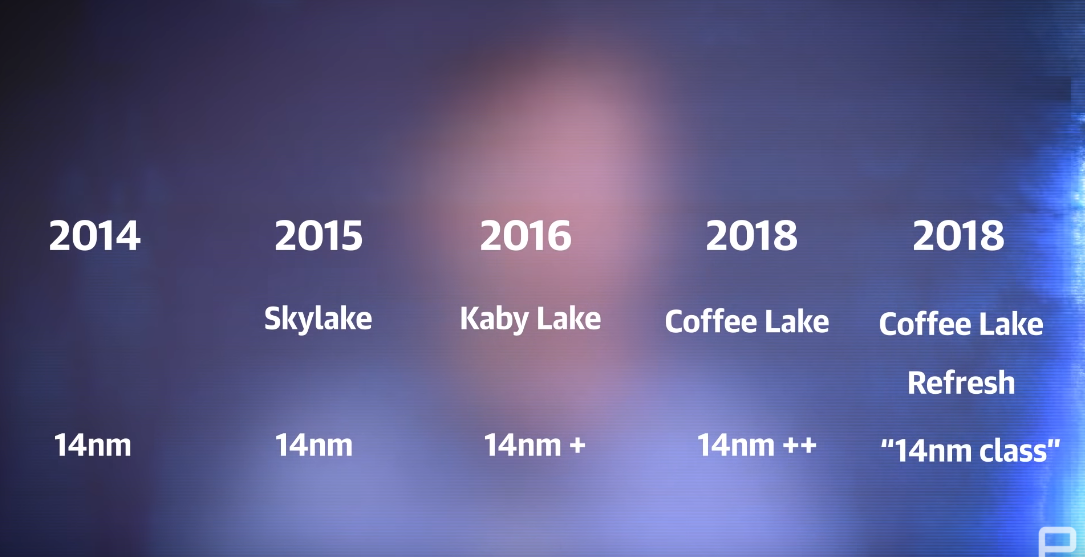 2014 2015 2016 2018 2018
Skylake Kaby Lake Coffee Lake Coffee Lake
Refresh
14nm 14nm 14nm + 14nm ++ “14nm class”